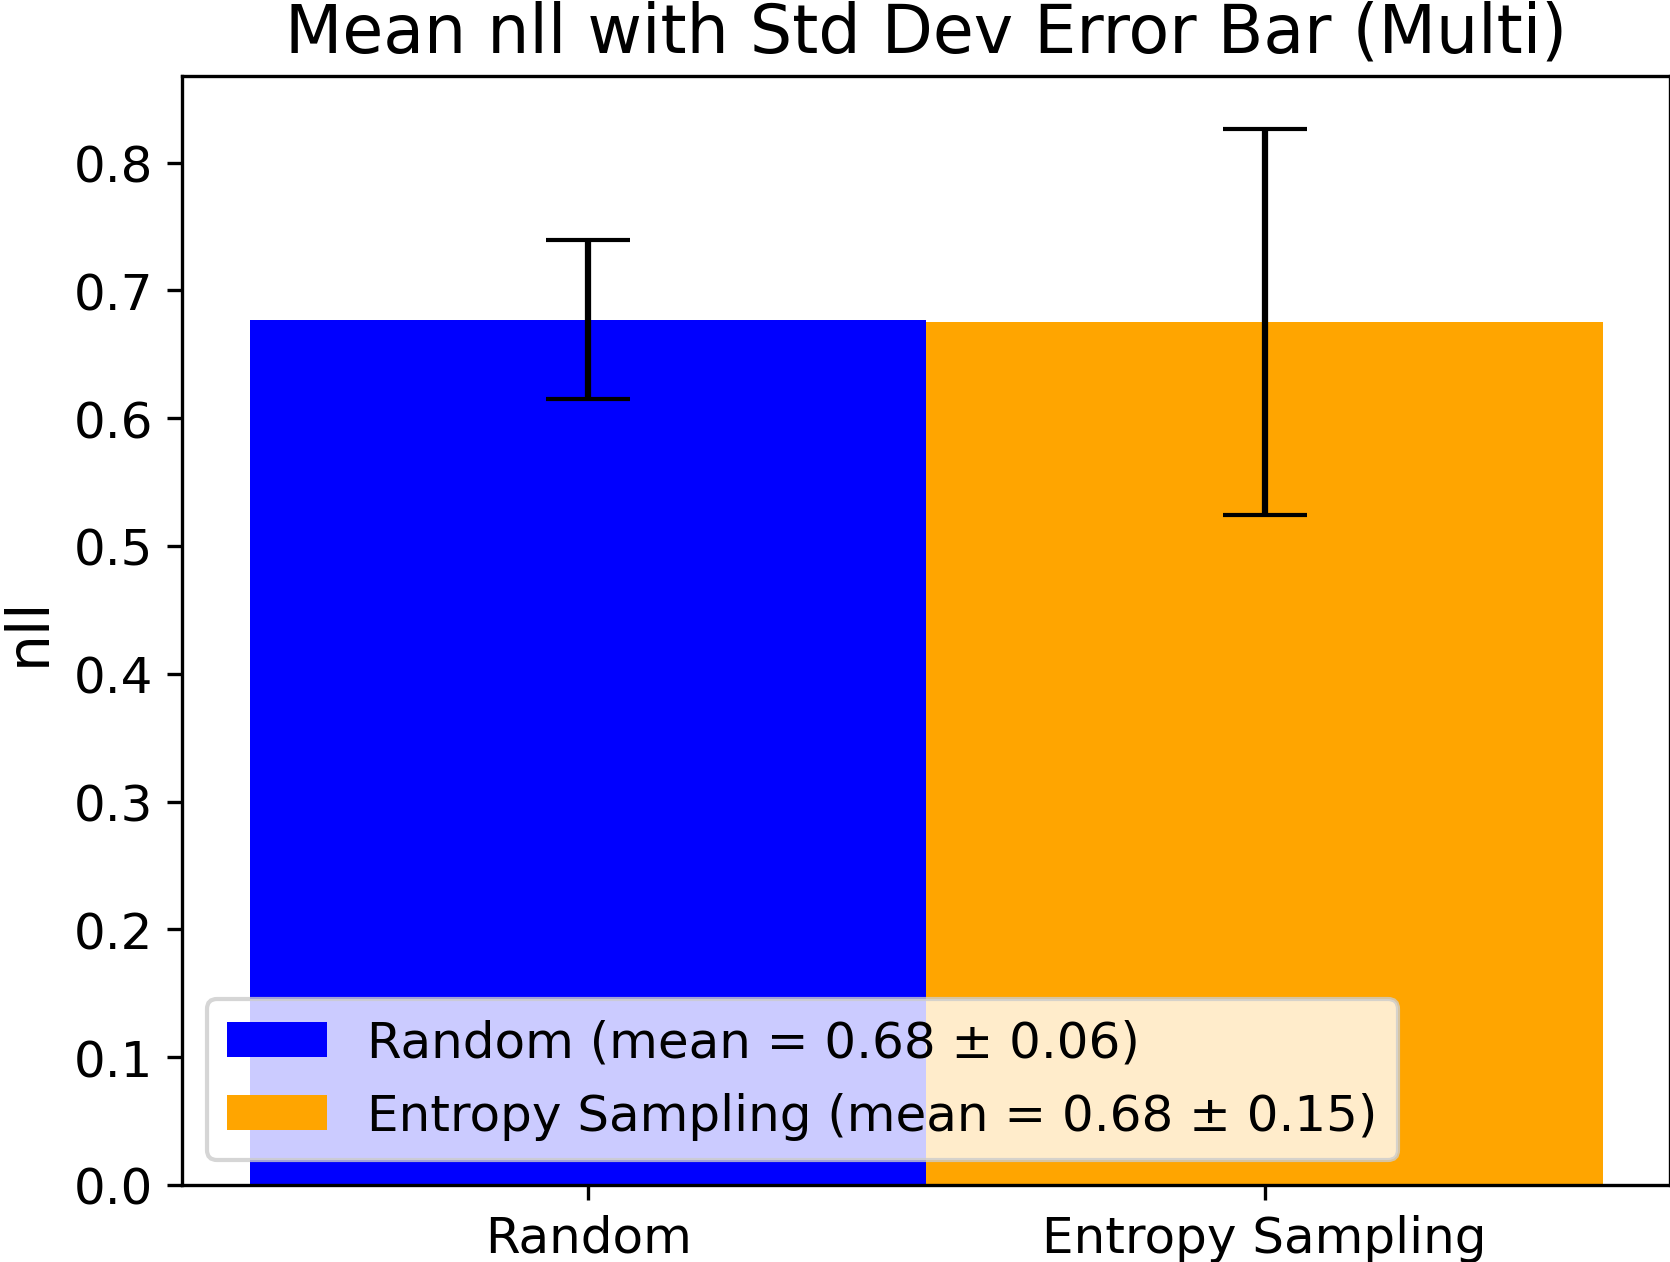 Mean nll with Std Dev Error Bar (Multi)
nll
0.8
0.7
0.6
0.5
0.4
0.3
0.2
0.1
0.0
Random (mean = 0.68 ± 0.06)
Entropy Sampling (mean = 0.68 ± 0.15)
Random
Entropy Sampling